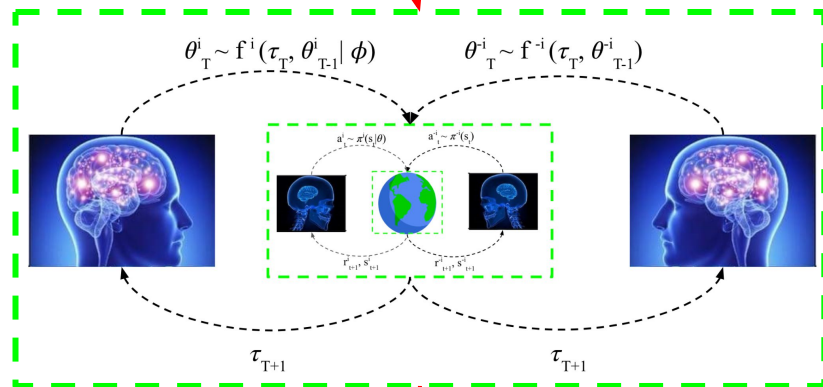 θ^i_T ~ f^i(τ_T, θ^i_T-1| ϕ)
θ^-i_T ~ f^-i(τ_T, θ^-i_T-1)
a^i_t ~ π^i(s_t|θ)
a^-i_t ~ π^-i(s_t)
r^i_t+1, s^i_t+1
r^-i_t+1, s^-i_t+1
τ_T+1
τ_T+1